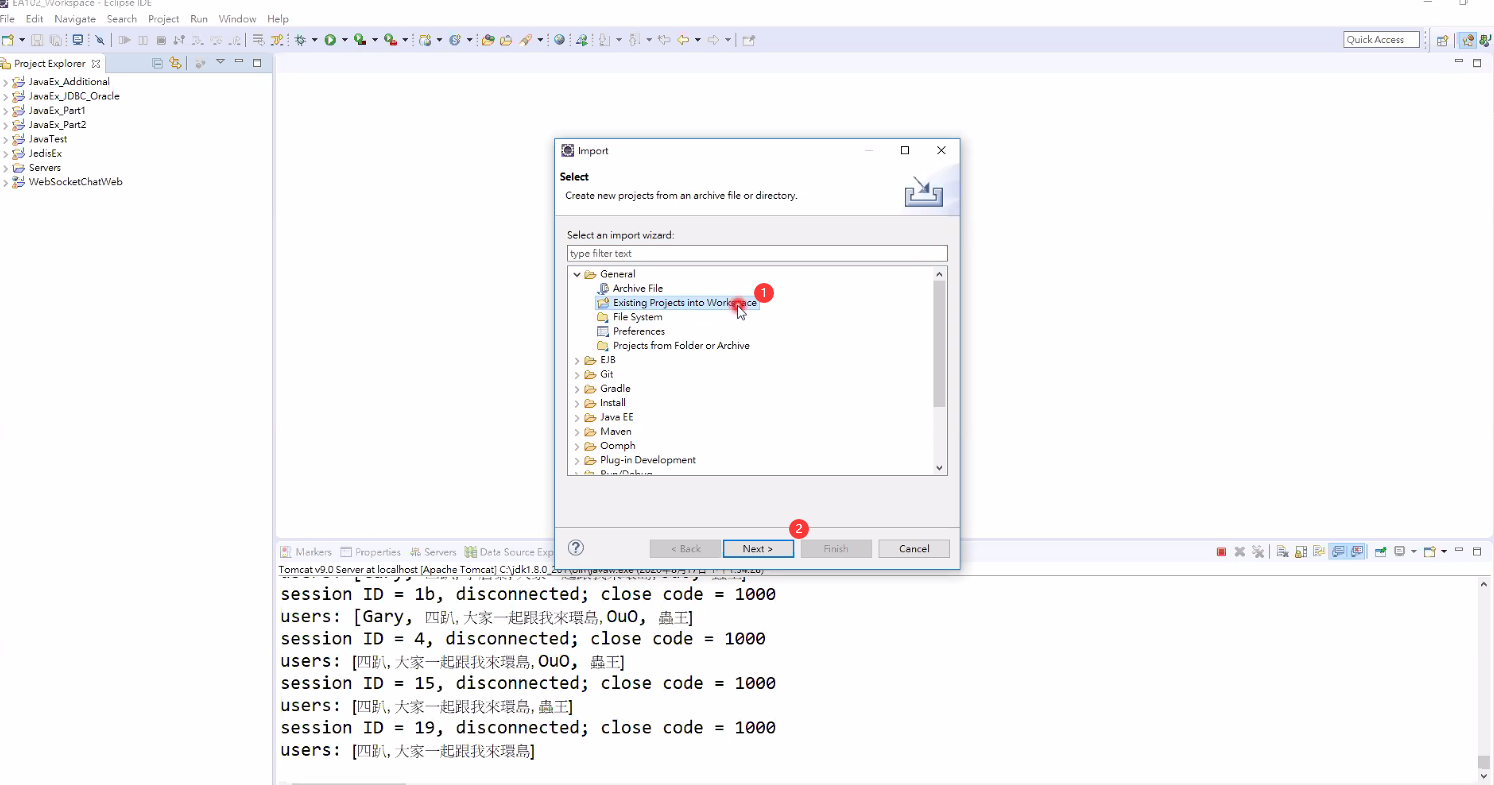 EA102_Workspace - Eclipse IDE
File Edit Navigate Search Project Run Window Help
Quick Access
Project Explorer
JavaEx_Additional
JavaEx_JDBC_Oracle
JavaEx_Part1
JavaEx_Part2
JavaTest
JedisEx
Servers
WebSocketChatWeb
Import
Select
Create new projects from an archive file or directory.
Select an import wizard:
type filter text
General
Archive File
Existing Projects into Workspace
1
File System
Preferences
Projects from Folder or Archive
EJB
Git
Gradle
Install
Java EE
Maven
Oomph
Plug-in Development
Run/Debug
2
? < Back Next > Finish Cancel
Markers Properties Servers Data Source Exp
Tomcat v9.0 Server at localhost [Apache Tomcat] C:\jdk1.8.0_
session ID = 1b, disconnected; close code = 1000
users: [Gary, 四趴, 大家一起跟我來環島, OuO, 蟲王]
session ID = 4, disconnected; close code = 1000
users: [四趴, 大家一起跟我來環島, OuO, 蟲王]
session ID = 15, disconnected; close code = 1000
users: [四趴, 大家一起跟我來環島, 蟲王]
session ID = 19, disconnected; close code = 1000
users: [四趴, 大家一起跟我來環島]